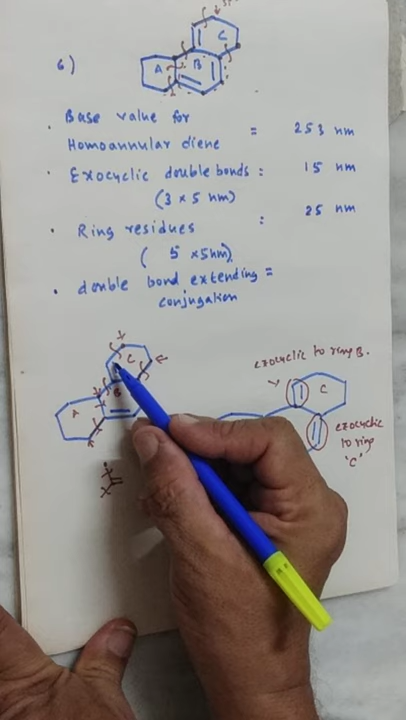 6)
A
B
C
. Base value for
Homoannular diene = 253 nm
. Exocyclic double bonds : 15 nm
(3 x 5 nm)
. Ring residues : 25 nm
( 5 x 5nm)
. double bond extending =
conjugation
A
B
C
exocyclic to ring B.
C
exocyclic
to ring
'C'